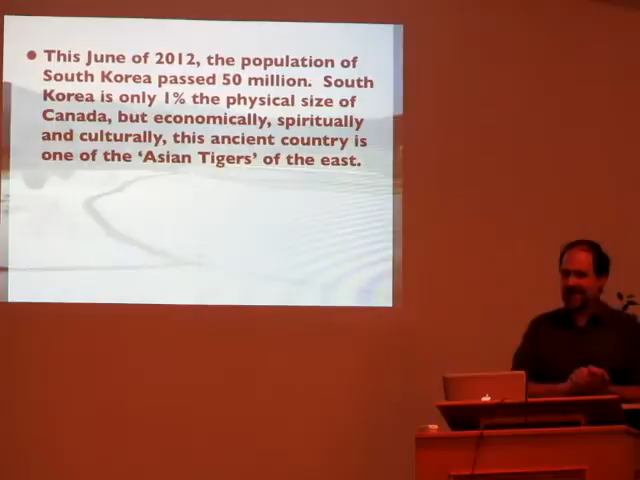 This June of 2012, the population of
South Korea passed 50 million. South
Korea is only 1% the physical size of
Canada, but economically, spiritually
and culturally, this ancient country is
one of the 'Asian Tigers' of the east.